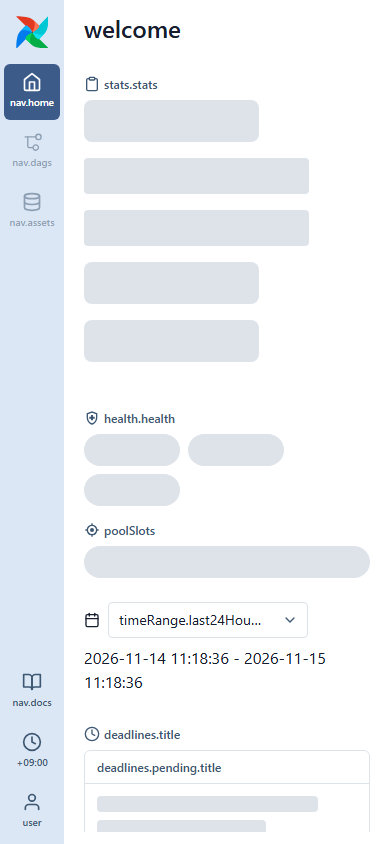 welcome
nav.home
nav.dags
nav.assets
stats.stats
health.health
poolSlots
timeRange.last24Hou...
2026-11-14 11:18:36 - 2026-11-15
11:18:36
deadlines.title
deadlines.pending.title
nav.docs
+09:00
user